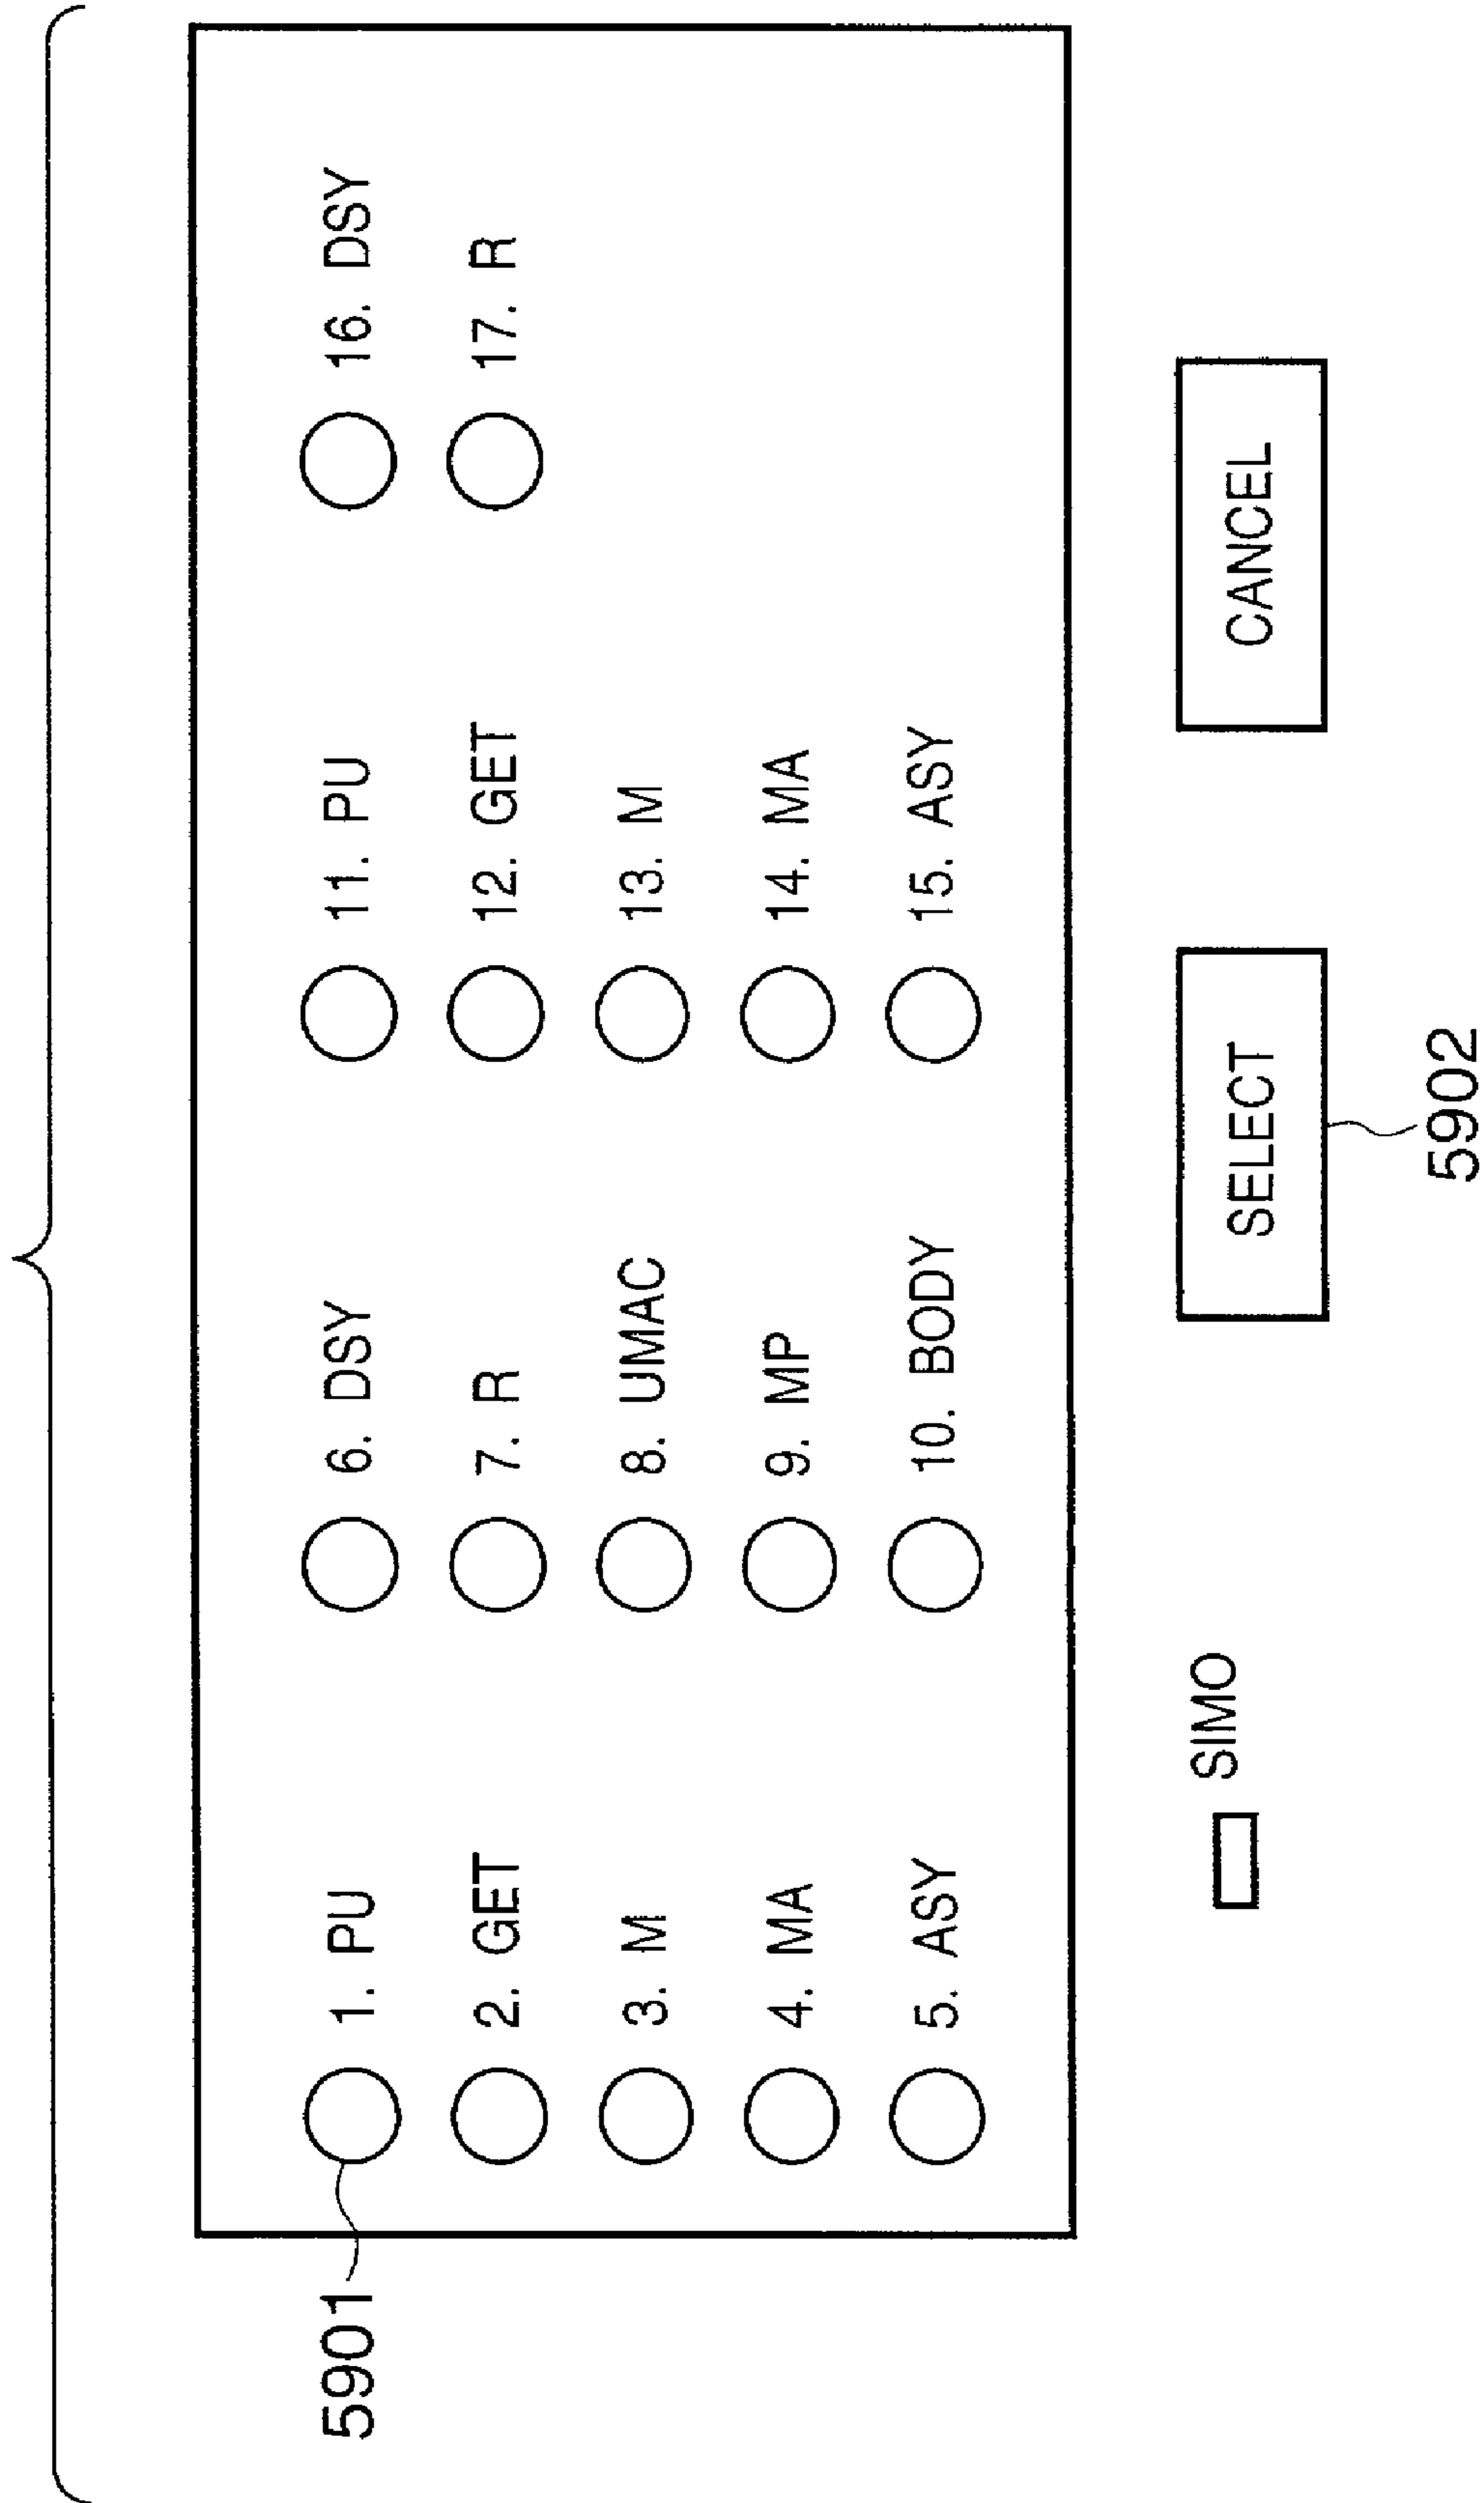 5901
1. PU
2. GET
3. M
4. MA
5. ASY
6. DSY
7. R
8. UMAC
9. MP
10. BODY
11. PU
12. GET
13. M
14. MA
15. ASY
16. DSY
17. R
SIMO
SELECT
CANCEL
5902